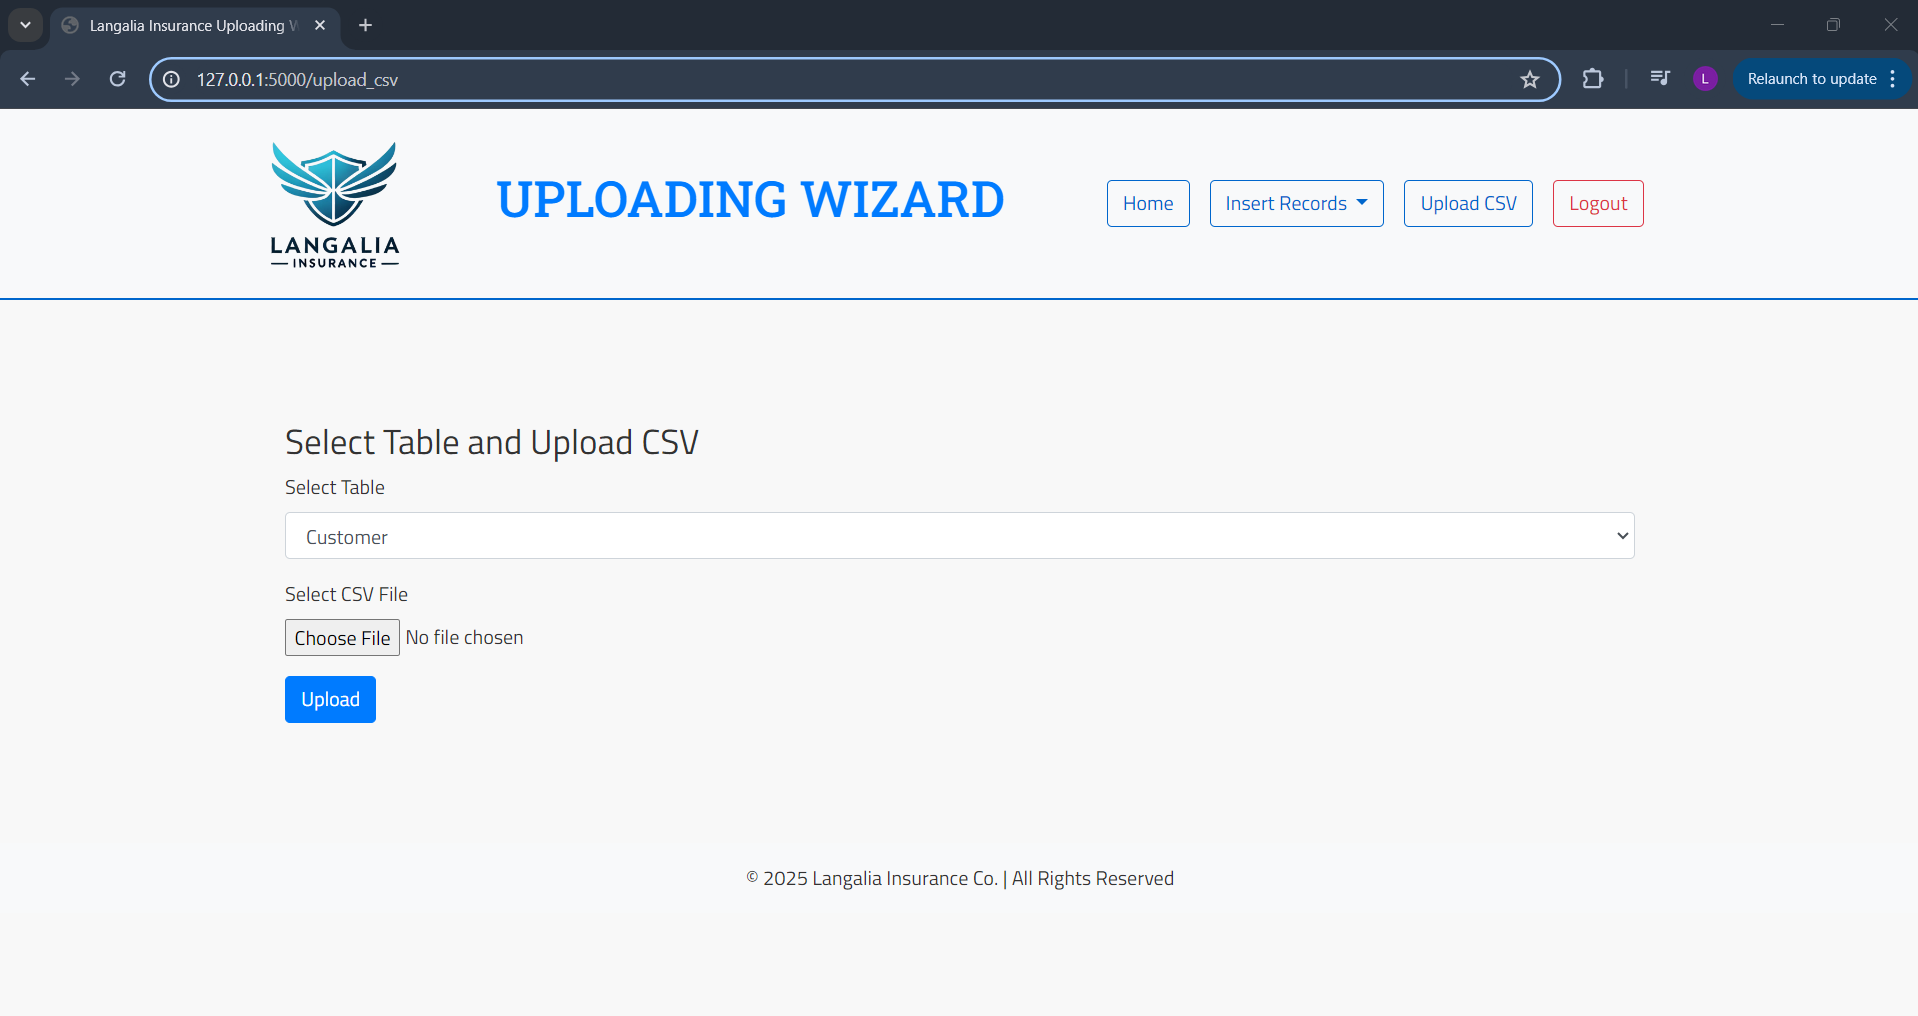 Langalia Insurance Uploading
127.0.0.1:5000/upload_csv
L
Relaunch to update
LANGALIA
INSURANCE
UPLOADING WIZARD
Home
Insert Records
Upload CSV
Logout
Select Table and Upload CSV
Select Table
Customer
Select CSV File
Choose File No file chosen
Upload
© 2025 Langalia Insurance Co. | All Rights Reserved